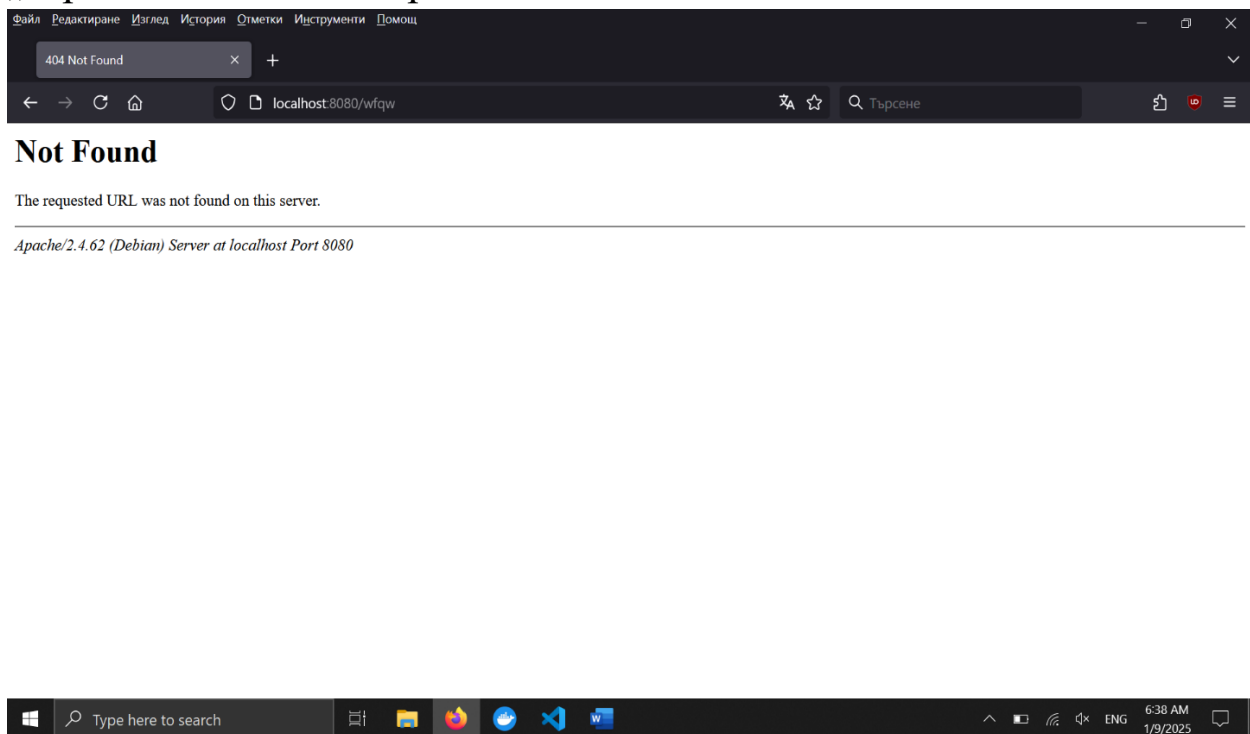 Файл Редактиране Изглед История Отметки Инструменти Помощ
404 Not Found
localhost:8080/wfqw
Търсене
Not Found
The requested URL was not found on this server.
Apache/2.4.62 (Debian) Server at localhost Port 8080
Type here to search
ENG
6:38 AM
1/9/2025